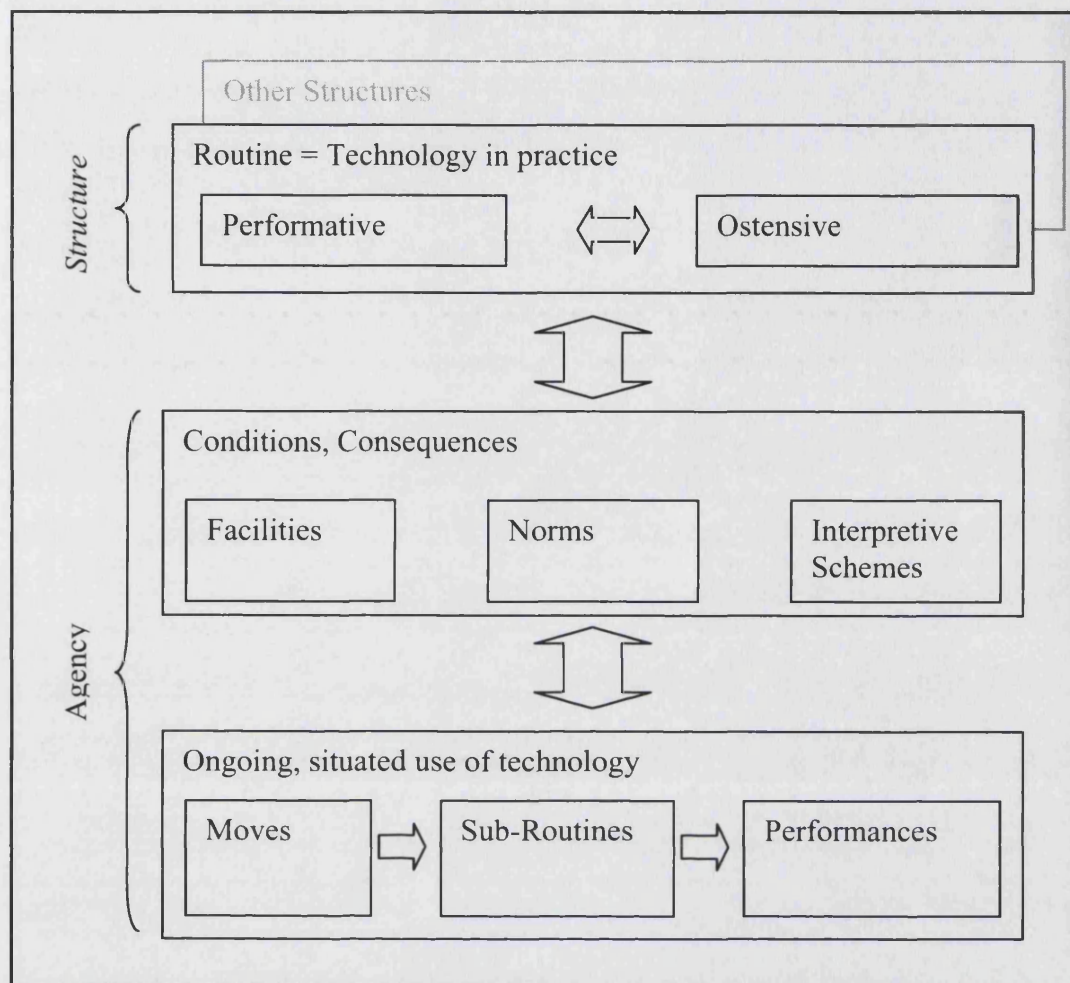 Other Structures
Structure
Routine = Technology in practice
Performative
Ostensive
Agency
Conditions, Consequences
Facilities
Norms
Interpretive
Schemes
Ongoing, situated use of technology
Moves
Sub-Routines
Performances